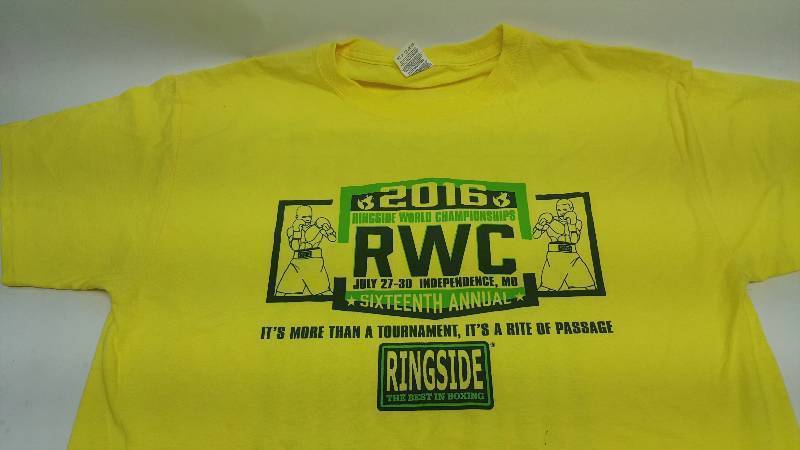 2016
RINGSIDE WORLD CHAMPIONSHIPS
RWC
JULY 27-30 INDEPENDENCE, MO
SIXTEENTH ANNUAL
IT'S MORE THAN A TOURNAMENT, IT'S A RITE OF PASSAGE
RINGSIDE
THE BEST IN BOXING